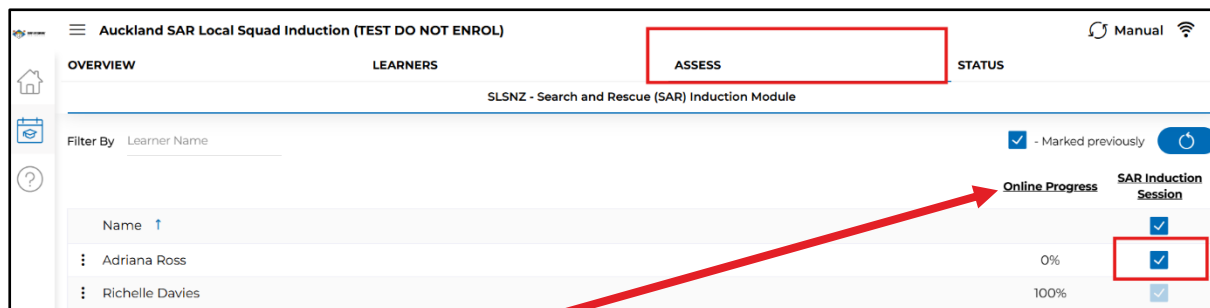 Auckland SAR Local Squad Induction (TEST DO NOT ENROL) Manual
OVERVIEW LEARNERS ASSESS STATUS
SLSNZ - Search and Rescue (SAR) Induction Module
Filter By Learner Name - Marked previously
Online Progress SAR Induction
Session
Name ↑
Adriana Ross 0%
Richelle Davies 100%